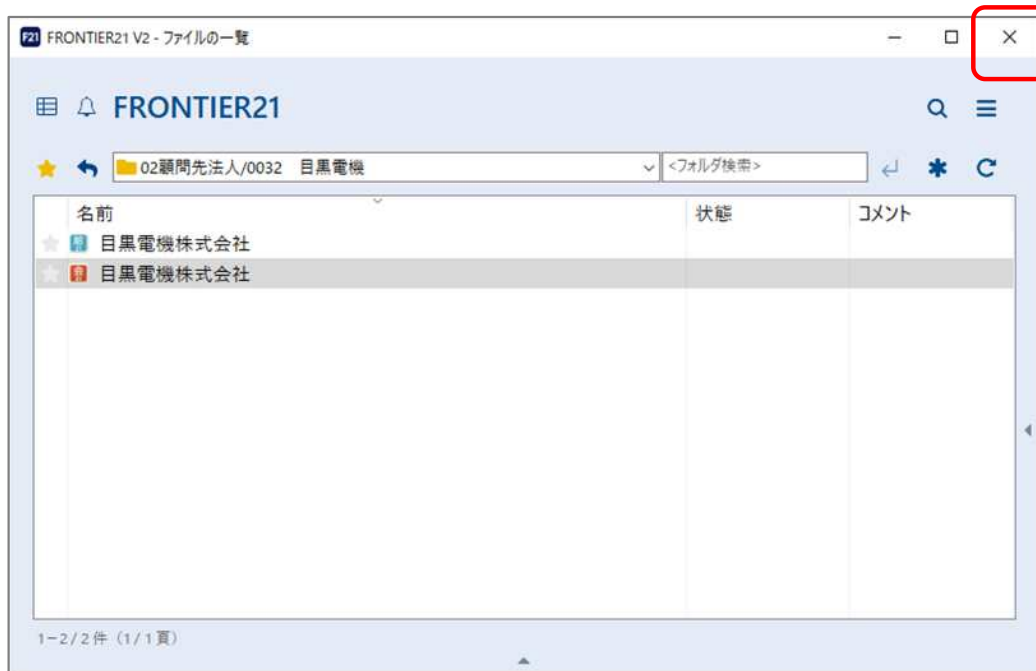 F21 FRONTIER21 V2 - ファイルの一覧
FRONTIER21
02顧問先法人/0032 目黒電機 <フォルダ検索>
名前 状態 コメント
目黒電機株式会社
目黒電機株式会社
1-2/2件 (1/1頁)